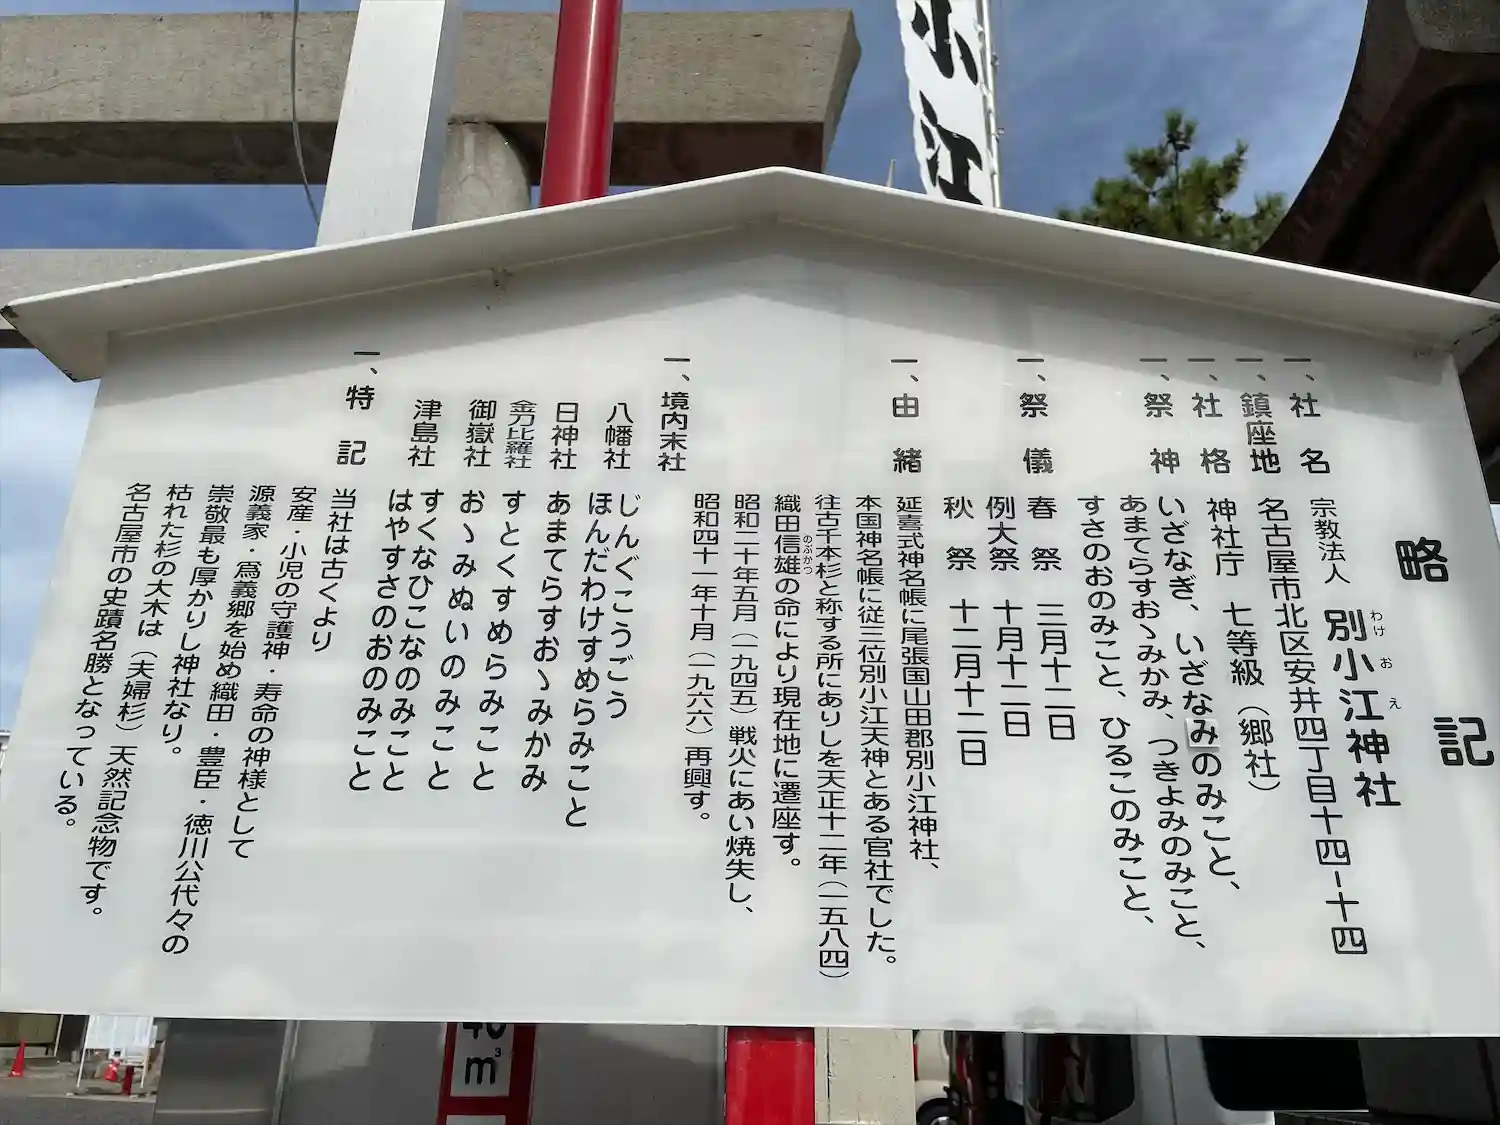 小江
略記
一、社名 宗教法人 別小江神社
わけ お え
一、鎮座地 名古屋市北区安井四丁目十四-十四
一、社格 神社庁 七等級(郷社)
一、祭神 いざなぎ、いざなみのみこと、
あまてらすおゝみかみ、つきよみのみこと、
すさのおのみこと、ひるこのみこと、
一、祭儀 春祭 三月十二日
例大祭 十月十二日
秋祭 十二月十二日
一、由緒 延喜式神名帳に尾張国山田郡別小江神社、
本国神名帳に従三位別小江天神とある官社でした。
往古千本杉と称する所にありしを天正十二年(一五八四)
織田信雄の命により現在地に遷座す。
のぶかつ
昭和二十年五月(一九四五)戦火にあい焼失し、
昭和四十一年十月(一九六六)再興す。
一、境内末社
八幡社 じんぐこうごう
ほんだわけすめらみこと
日神社 あまてらすおゝみかみ
金刀比羅社 すとくすめらみこと
御嶽社 おゝみぬいのみこと
すくなひこなのみこと
津島社 はやすさのおのみこと
一、特記 当社は古くより
安産・小児の守護神・寿命の神様として
源義家・爲義郷を始め織田・豊臣・徳川公代々の
崇敬最も厚かりし神社なり。
枯れた杉の大木は(夫婦杉)天然記念物です。
名古屋市の史蹟名勝となっている。
40
m³